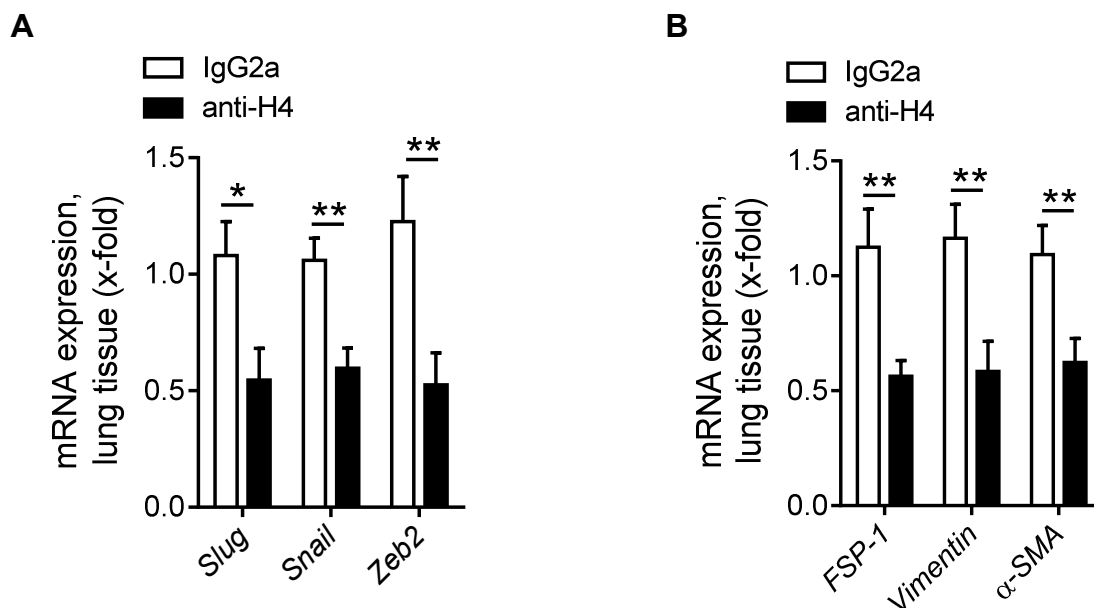 A
IgG2a
anti-H4
mRNA expression,
lung tissue (x-fold)
1.5
1.0
0.5
0.0
*
**
**
Slug
Snail
Zeb2
B
IgG2a
anti-H4
mRNA expression,
lung tissue (x-fold)
1.5
1.0
0.5
0.0
**
**
**
FSP-1
Vimentin
α-SMA